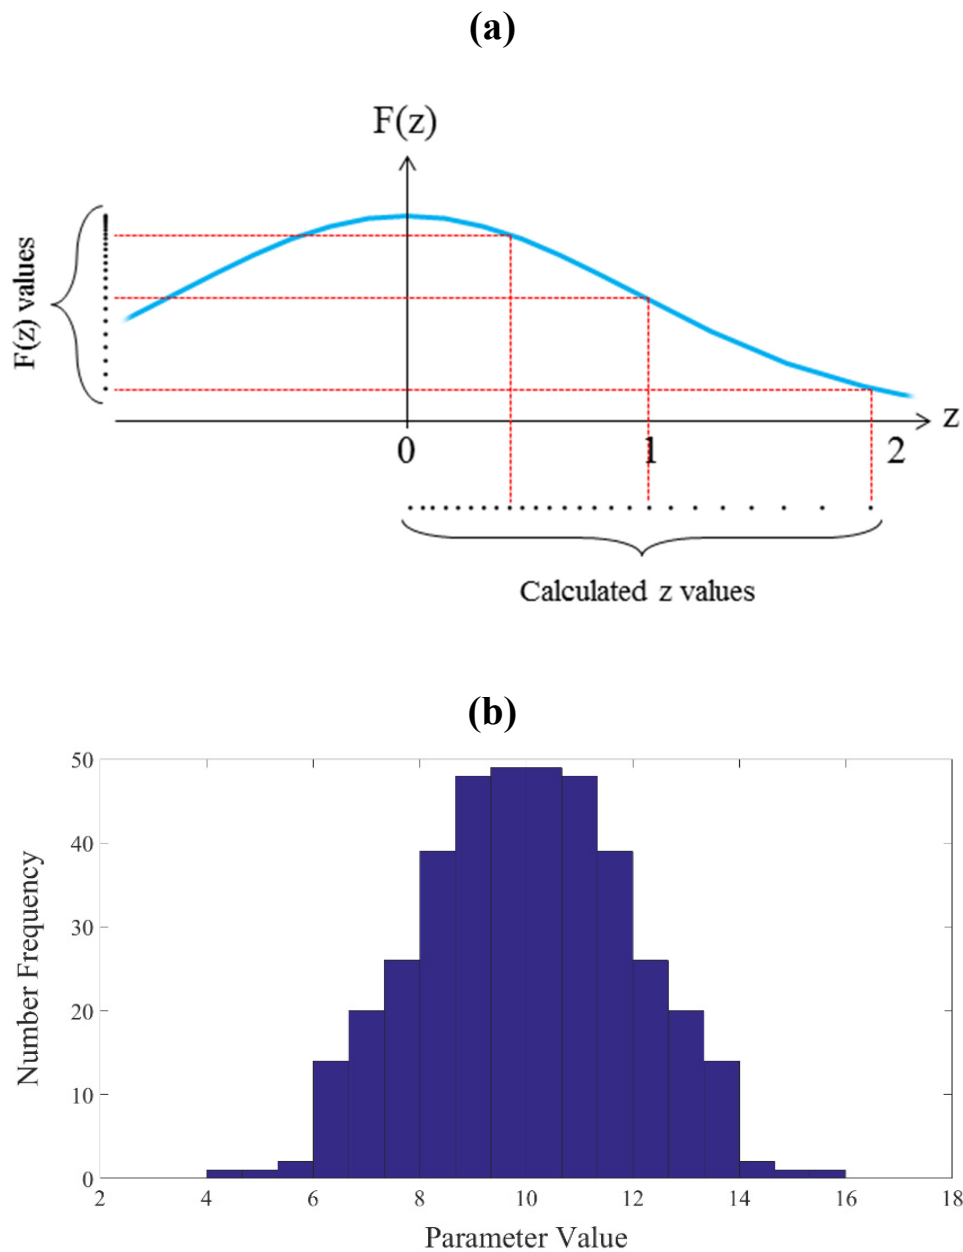 (a)
F(z)
F(z) values
z
0
1
2
Calculated z values
(b)
50
40
30
20
10
0
Number Frequency
2 4 6 8 10 12 14 16 18
Parameter Value